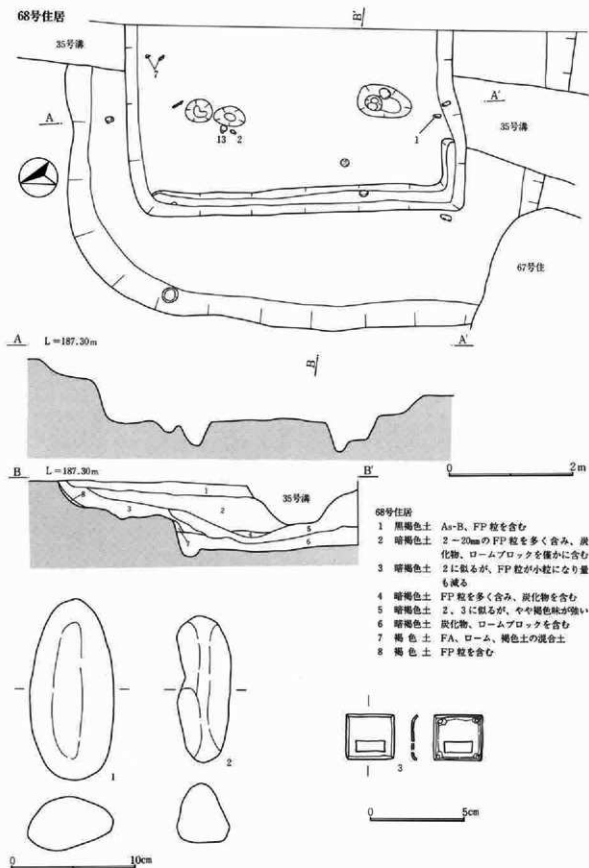 68号住居
35号溝
B'
7
A
A'
35号溝
13
2
1
67号住
A
L＝187.30m
A'
B
0
2m
B
L＝187.30m
B'
1
35号溝
8
2
3
4
5
6
7
68号住居
1 黒褐色土 As-B、FP粒を含む
2 暗褐色土 2～20mmのFP粒を多く含み、炭
化物、ロームブロックを僅かに含む
3 暗褐色土 2に似るが、FP粒が小粒になり量
も減る
4 暗褐色土 FP粒を多く含み、炭化物を含む
5 暗褐色土 2、3に似るが、やや褐色味が強い
6 暗褐色土 炭化物、ロームブロックを含む
7 褐色土 FA、ローム、褐色土の混合土
8 褐色土 FP粒を含む
1
2
3
0
5cm
0
10cm